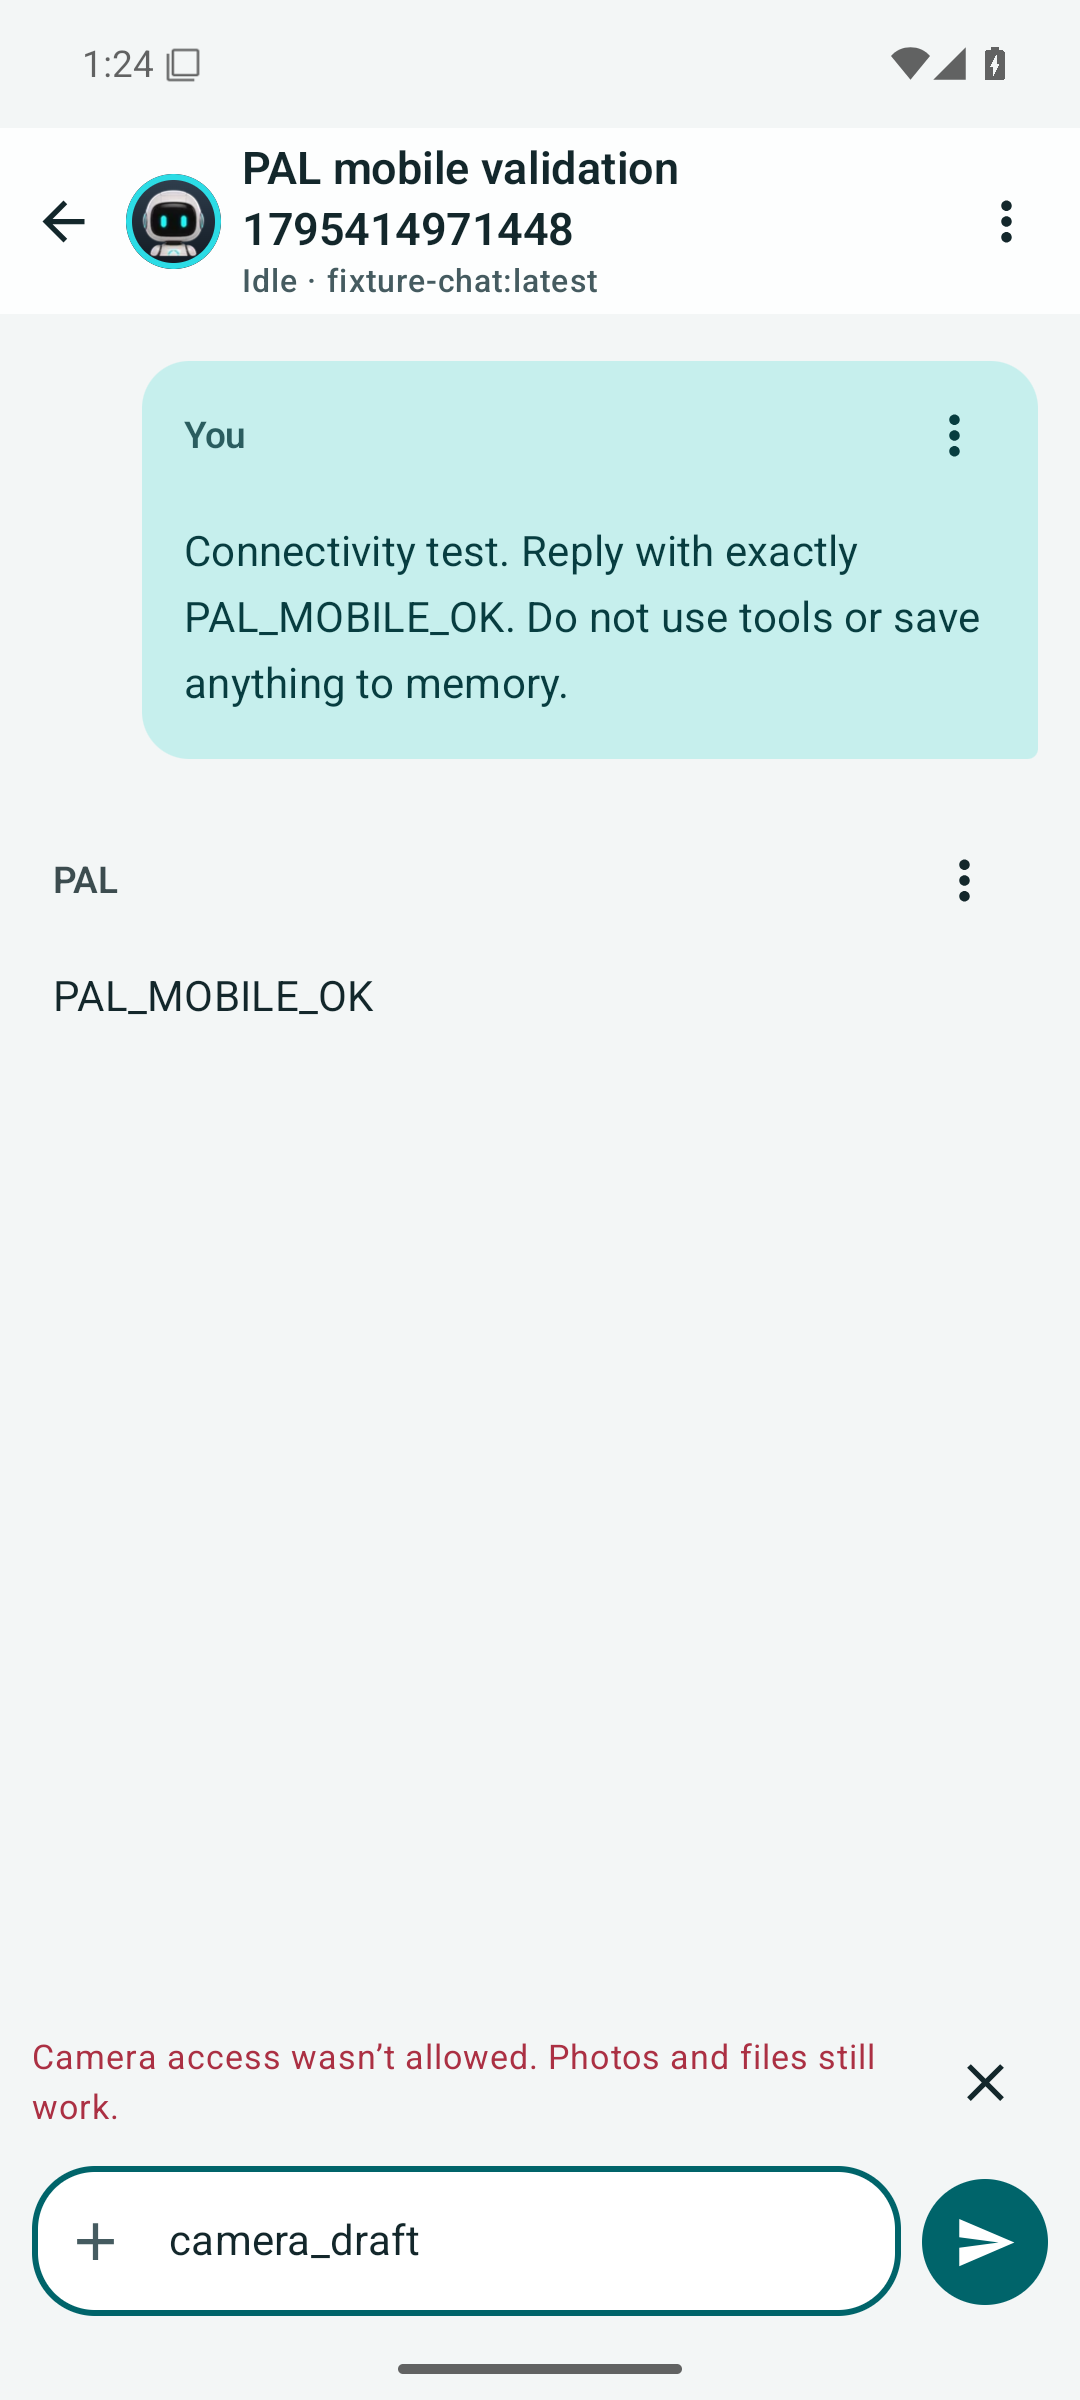 1:24
PAL mobile validation
1795414971448
Idle · fixture-chat:latest
You
Connectivity test. Reply with exactly
PAL_MOBILE_OK. Do not use tools or save
anything to memory.
PAL
PAL_MOBILE_OK
Camera access wasn’t allowed. Photos and files still
work.
camera_draft